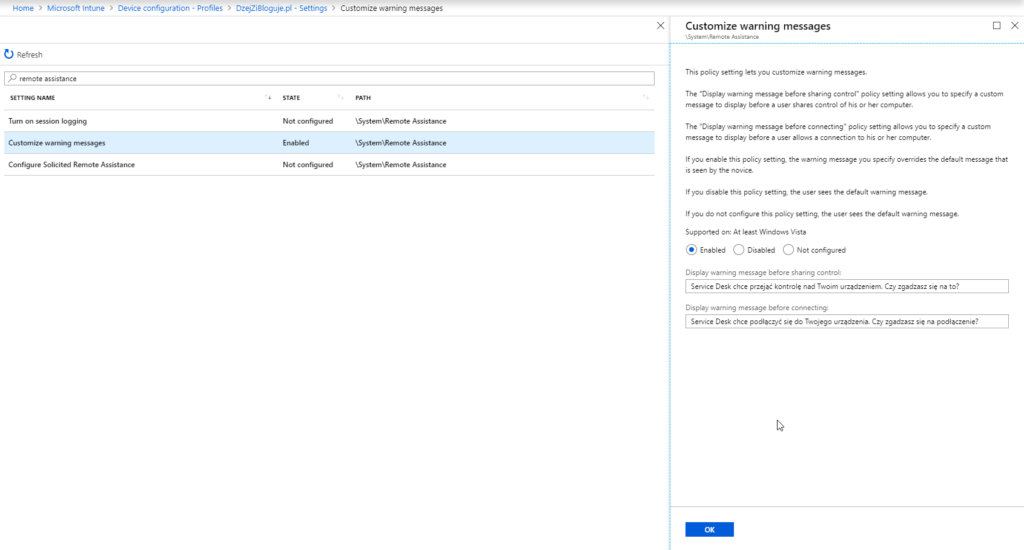 Home > Microsoft Intune > Device configuration - Profiles > DzejZiBloguje.pl - Settings > Customize warning messages
Refresh
remote assistance
SETTING NAME STATE PATH
Turn on session logging Not configured \System\Remote Assistance
Customize warning messages Enabled \System\Remote Assistance
Configure Solicited Remote Assistance Not configured \System\Remote Assistance
Customize warning messages
\System\Remote Assistance
This policy setting lets you customize warning messages.
The "Display warning message before sharing control" policy setting allows you to specify a custom
message to display before a user shares control of his or her computer.
The "Display warning message before connecting" policy setting allows you to specify a custom
message to display before a user allows a connection to his or her computer.
If you enable this policy setting, the warning message you specify overrides the default message that
is seen by the novice.
If you disable this policy setting, the user sees the default warning message.
If you do not configure this policy setting, the user sees the default warning message.
Supported on: At least Windows Vista
Enabled Disabled Not configured
Display warning message before sharing control:
Service Desk chce przejąć kontrolę nad Twoim urządzeniem. Czy zgadzasz się na to?
Display warning message before connecting:
Service Desk chce podłączyć się do Twojego urządzenia. Czy zgadzasz się na podłączenie?
OK